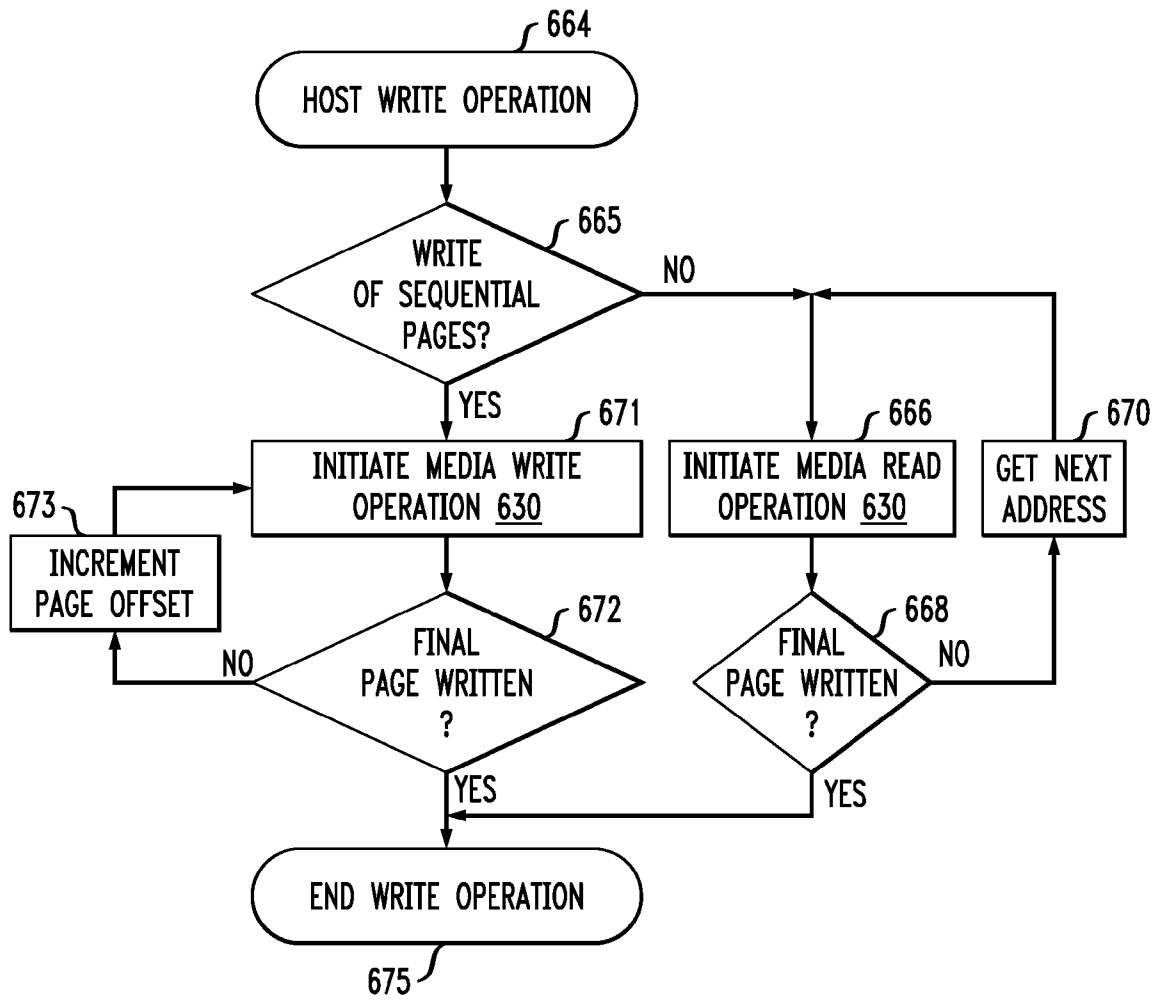 664
HOST WRITE OPERATION
665
WRITE
OF SEQUENTIAL
PAGES?
NO
YES
671
INITIATE MEDIA WRITE
OPERATION 630
666
INITIATE MEDIA READ
OPERATION 630
670
GET NEXT
ADDRESS
673
INCREMENT
PAGE OFFSET
672
FINAL
PAGE WRITTEN
?
NO
YES
668
FINAL
PAGE WRITTEN
?
NO
YES
END WRITE OPERATION
675